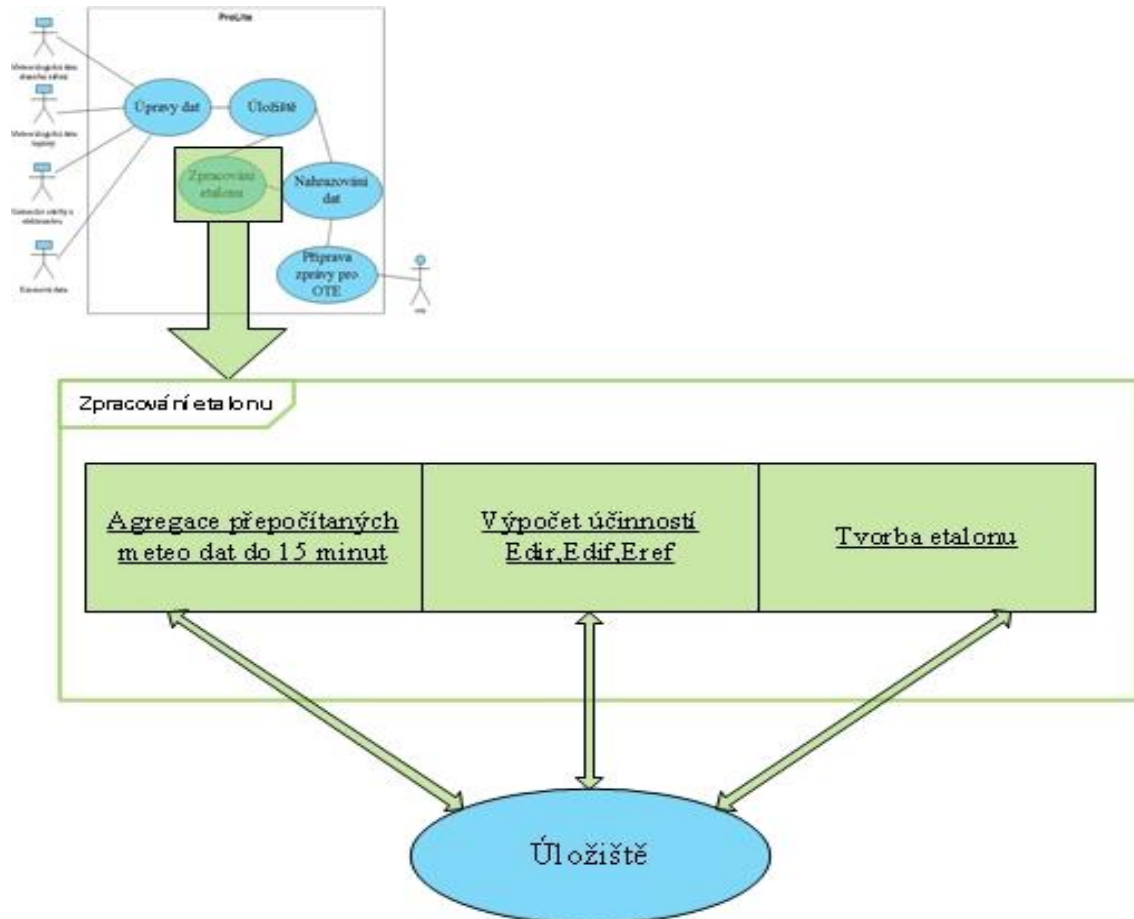 ProLite
Úpravy dat
Úložiště
Zpracování
etalonu
Nahrazování
dat
Příprava
zprávy pro
OTE
Zpracování etalonu
Agregace přepočítaných
meteo dat do 15 minut
Výpočet účinností
Edir,Edif,Eref
Tvorba etalonu
Úložiště